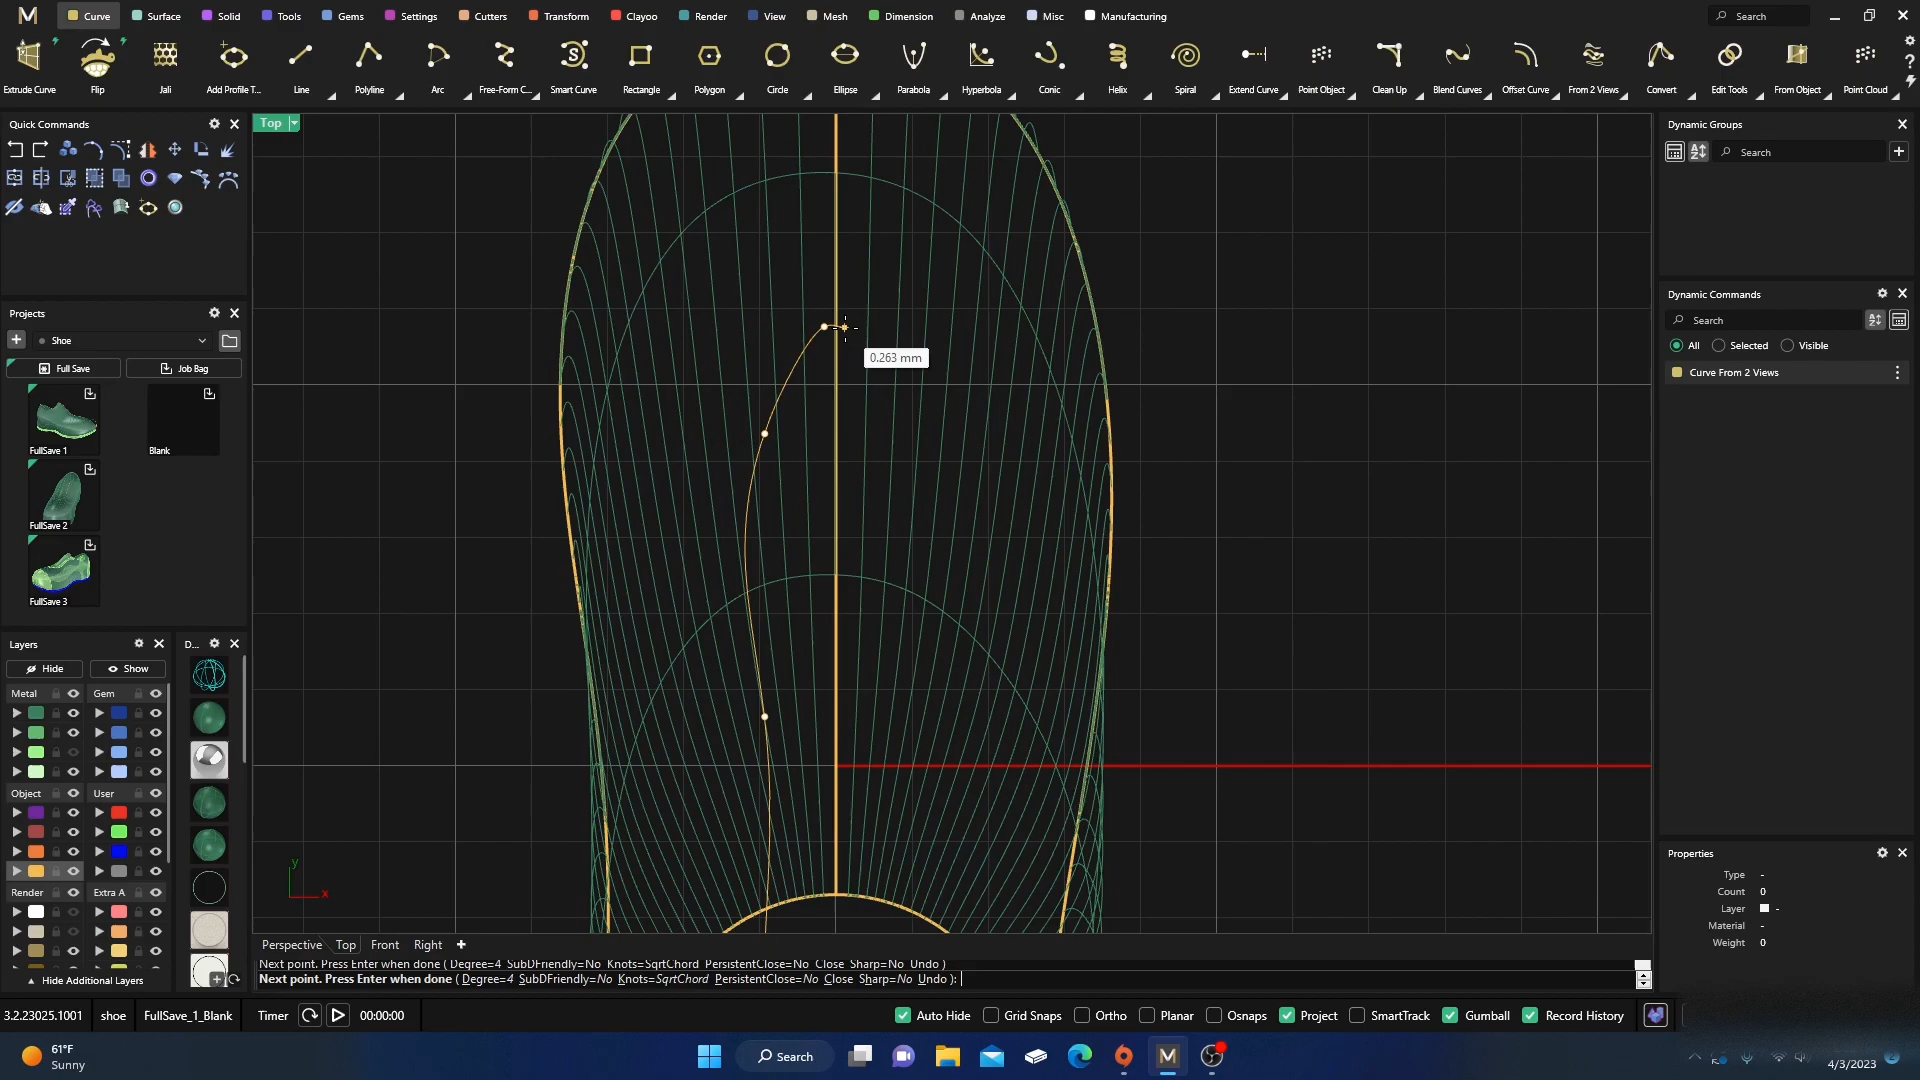 Curve Surface Solid Tools Gems Settings Cutters Transform Clayoo Render View Mesh Dimension Analyze Misc Manufacturing Search
Extrude Curve Flip Jali Add Profile T... Line Polyline Arc Free-Form C... Smart Curve Rectangle Polygon Circle Ellipse Parabola Hyperbola Conic Helix Spiral Extend Curve Point Object Clean Up Blend Curves Offset Curve From 2 Views Convert Edit Tools From Object Point Cloud
Quick Commands
Projects
Shoe
Full Save Job Bag
FullSave 1 Blank
FullSave 2
FullSave 3
Layers D...
Hide Show
Metal Gem
Object User
Render Extra A
Hide Additional Layers
Top
0.263 mm
y
x
Perspective Top Front Right
Next point. Press Enter when done ( Degree=4 SubDFriendly=No Knots=SqrtChord PersistentClose=No Close Sharp=No Undo )
Next point. Press Enter when done ( Degree=4 SubDFriendly=No Knots=SqrtChord PersistentClose=No Close Sharp=No Undo ):
Dynamic Groups
Search
Dynamic Commands
Search
All Selected Visible
Curve From 2 Views
Properties
Type -
Count 0
Layer -
Material -
Weight 0
3.2.23025.1001 shoe FullSave_1_Blank Timer 00:00:00 Auto Hide Grid Snaps Ortho Planar Osnaps Project SmartTrack Gumball Record History
61°F
Sunny
Search
4/3/2023